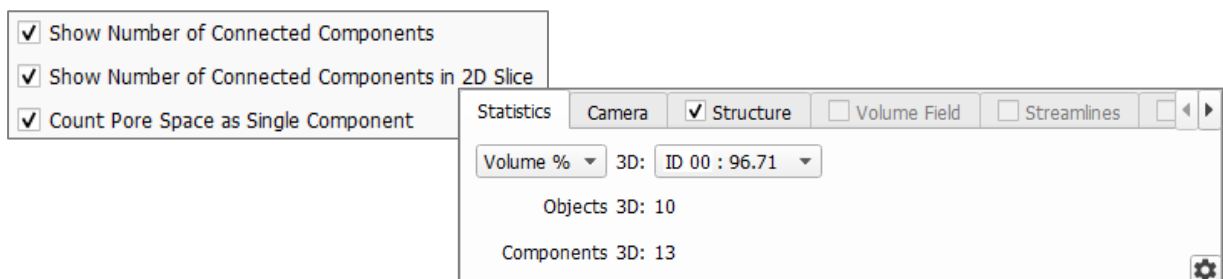 Show Number of Connected Components
Show Number of Connected Components in 2D Slice
Count Pore Space as Single Component
Statistics Camera Structure Volume Field Streamlines
Volume % 3D: ID 00 : 96.71
Objects 3D: 10
Components 3D: 13